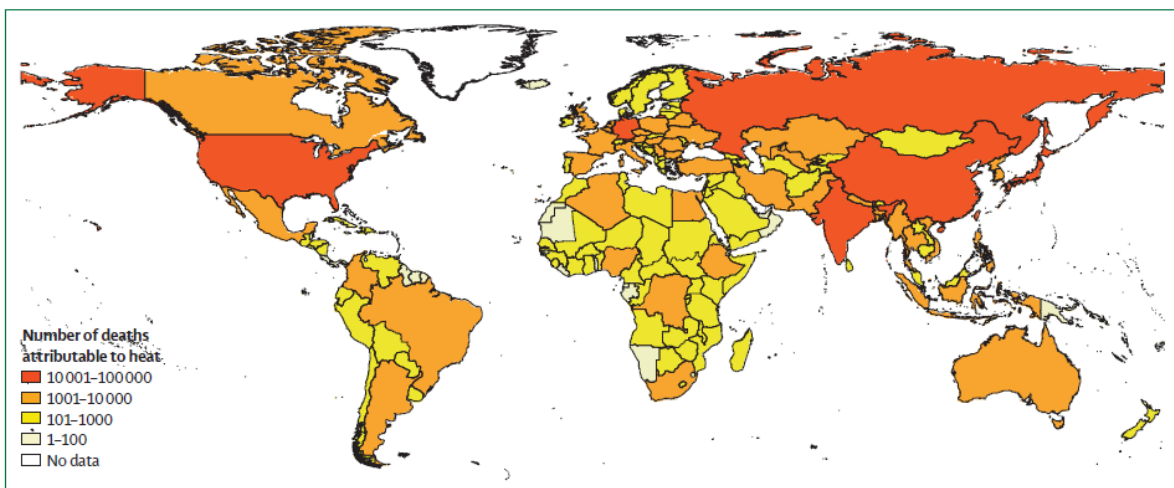 Number of deaths
attributable to heat
10 001–100 000
1001–10 000
101–1000
1–100
No data